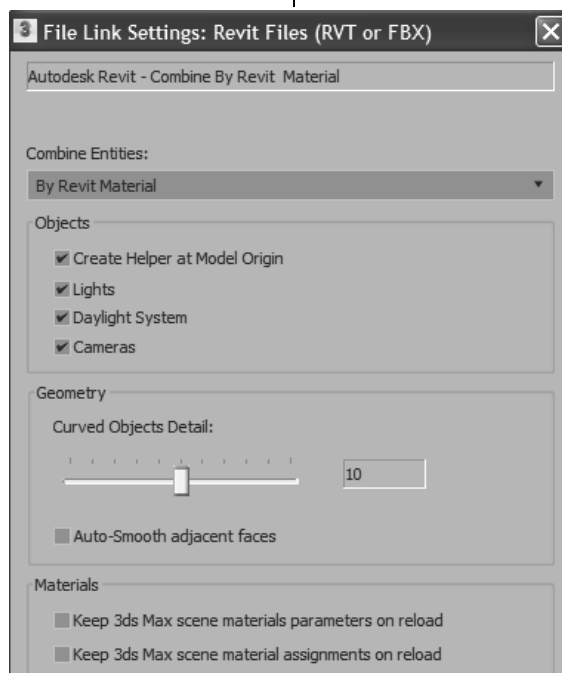 File Link Settings: Revit Files (RVT or FBX)
Autodesk Revit - Combine By Revit Material
Combine Entities:
By Revit Material
Objects
Create Helper at Model Origin
Lights
Daylight System
Cameras
Geometry
Curved Objects Detail:
10
Auto-Smooth adjacent faces
Materials
Keep 3ds Max scene materials parameters on reload
Keep 3ds Max scene material assignments on reload